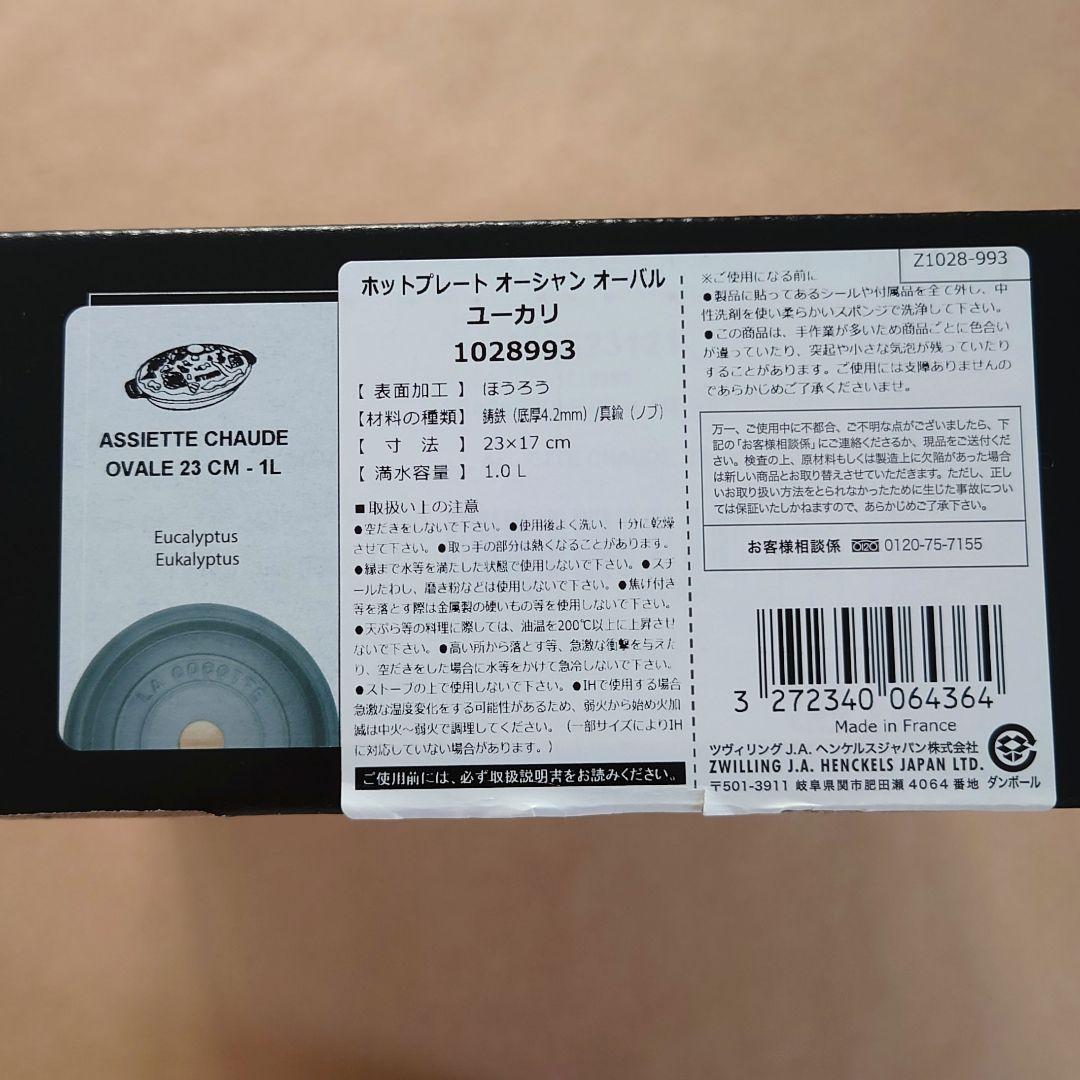 ASSIETTE CHAUDE
OVALE 23 CM - 1L
Eucalyptus
Eukalyptus
LA COCOTTE
ホットプレート オーシャン オーバル
ユーカリ
1028993
【 表面加工 】 ほうろう
【材料の種類】 鋳鉄（底厚4.2mm）/真鍮（ノブ）
【 寸 法 】 23×17 cm
【 満水容量 】 1.0 L
■取扱い上の注意
●空だきをしないで下さい。●使用後よく洗い、十分に乾燥
させて下さい。●取っ手の部分は熱くなることがあります。
●縁まで水等を満たした状態で使用しないで下さい。●スチ
ールたわし、磨き粉などは使用しないで下さい。●焦げ付き
等を落とす際は金属製の硬いもの等を使用しないで下さい。
●天ぷら等の料理に際しては、油温を200℃以上に上昇させ
ないで下さい。●高い所から落とす等、急激な衝撃を与えた
り、空だきをした場合に水等をかけて急冷しないで下さい。
●ストーブの上で使用しないで下さい。●IHで使用する場合
急激な温度変化をする可能性があるため、弱火から始め火加
減は中火～弱火で調理してください。（一部サイズによりIH
に対応していない場合があります。）
ご使用前には、必ず取扱説明書をお読みください。
Z1028-993
※ご使用になる前に
●製品に貼ってあるシールや付属品を全て外し、中
性洗剤を使い柔らかいスポンジで洗浄して下さい。
●この商品は、手作業が多いため商品ごとに色合い
が違っていたり、突起や小さな気泡が残っていたり
することがあります。ご使用には支障ありませんの
であらかじめご了承くださいませ。
万一、ご使用中に不都合、ご不明な点がございましたら、下
記の「お客様相談係」にご連絡くださるか、現品をご送付くだ
さい。検査の上、原材料もしくは製造上に欠陥があった場合
は新しい商品とお取り替えさせていただきます。ただし、正し
いお取り扱い方法をとられなかったために生じた事故につい
ては保証いたしかねますので、あらかじめご了承下さい。
お客様相談係 0120-75-7155
3 272340 064364
Made in France
ツヴィリング J.A. ヘンケルスジャパン株式会社
ZWILLING J.A. HENCKELS JAPAN LTD.
〒501-3911 岐阜県関市肥田瀬 4064 番地
ダンボール